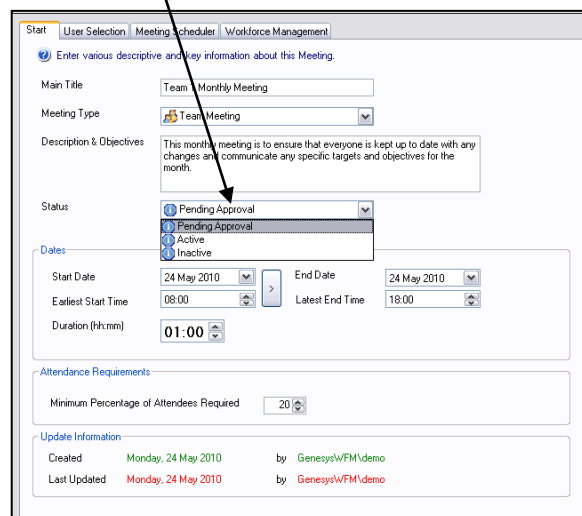 Start User Selection Meeting Scheduler Workforce Management
Enter various descriptive and key information about this Meeting.
Main Title Team 1 Monthly Meeting
Meeting Type Team Meeting
Description & Objectives This monthly meeting is to ensure that everyone is kept up to date with any
changes and communicate any specific targets and objectives for the
month.
Status Pending Approval
Pending Approval
Active
Inactive
Dates
Start Date 24 May 2010 > End Date 24 May 2010
Earliest Start Time 08:00 Latest End Time 18:00
Duration (hh:mm) 01:00
Attendance Requirements
Minimum Percentage of Attendees Required 20
Update Information
Created Monday, 24 May 2010 by GenesysWFM\demo
Last Updated Monday, 24 May 2010 by GenesysWFM\demo